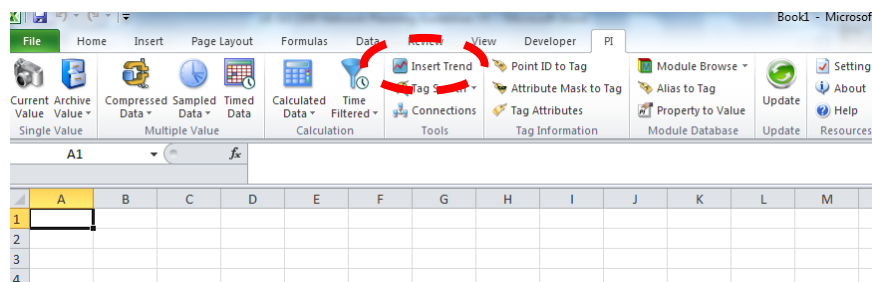 Book1 - Microsof
File Home Insert Page Layout Formulas Data Review View Developer PI
Current Archive Compressed Sampled Timed Calculated Time Insert Trend Point ID to Tag Module Browse Update Setting
Value Value Data Data Data Data Filtered Tag Attribute Mask to Tag Alias to Tag About
Connections Tag Attributes Property to Value Help
Single Value Multiple Value Calculation Tools Tag Information Module Database Update Resources
A1 fx
A B C D E F G H I J K L M
1
2
3
4